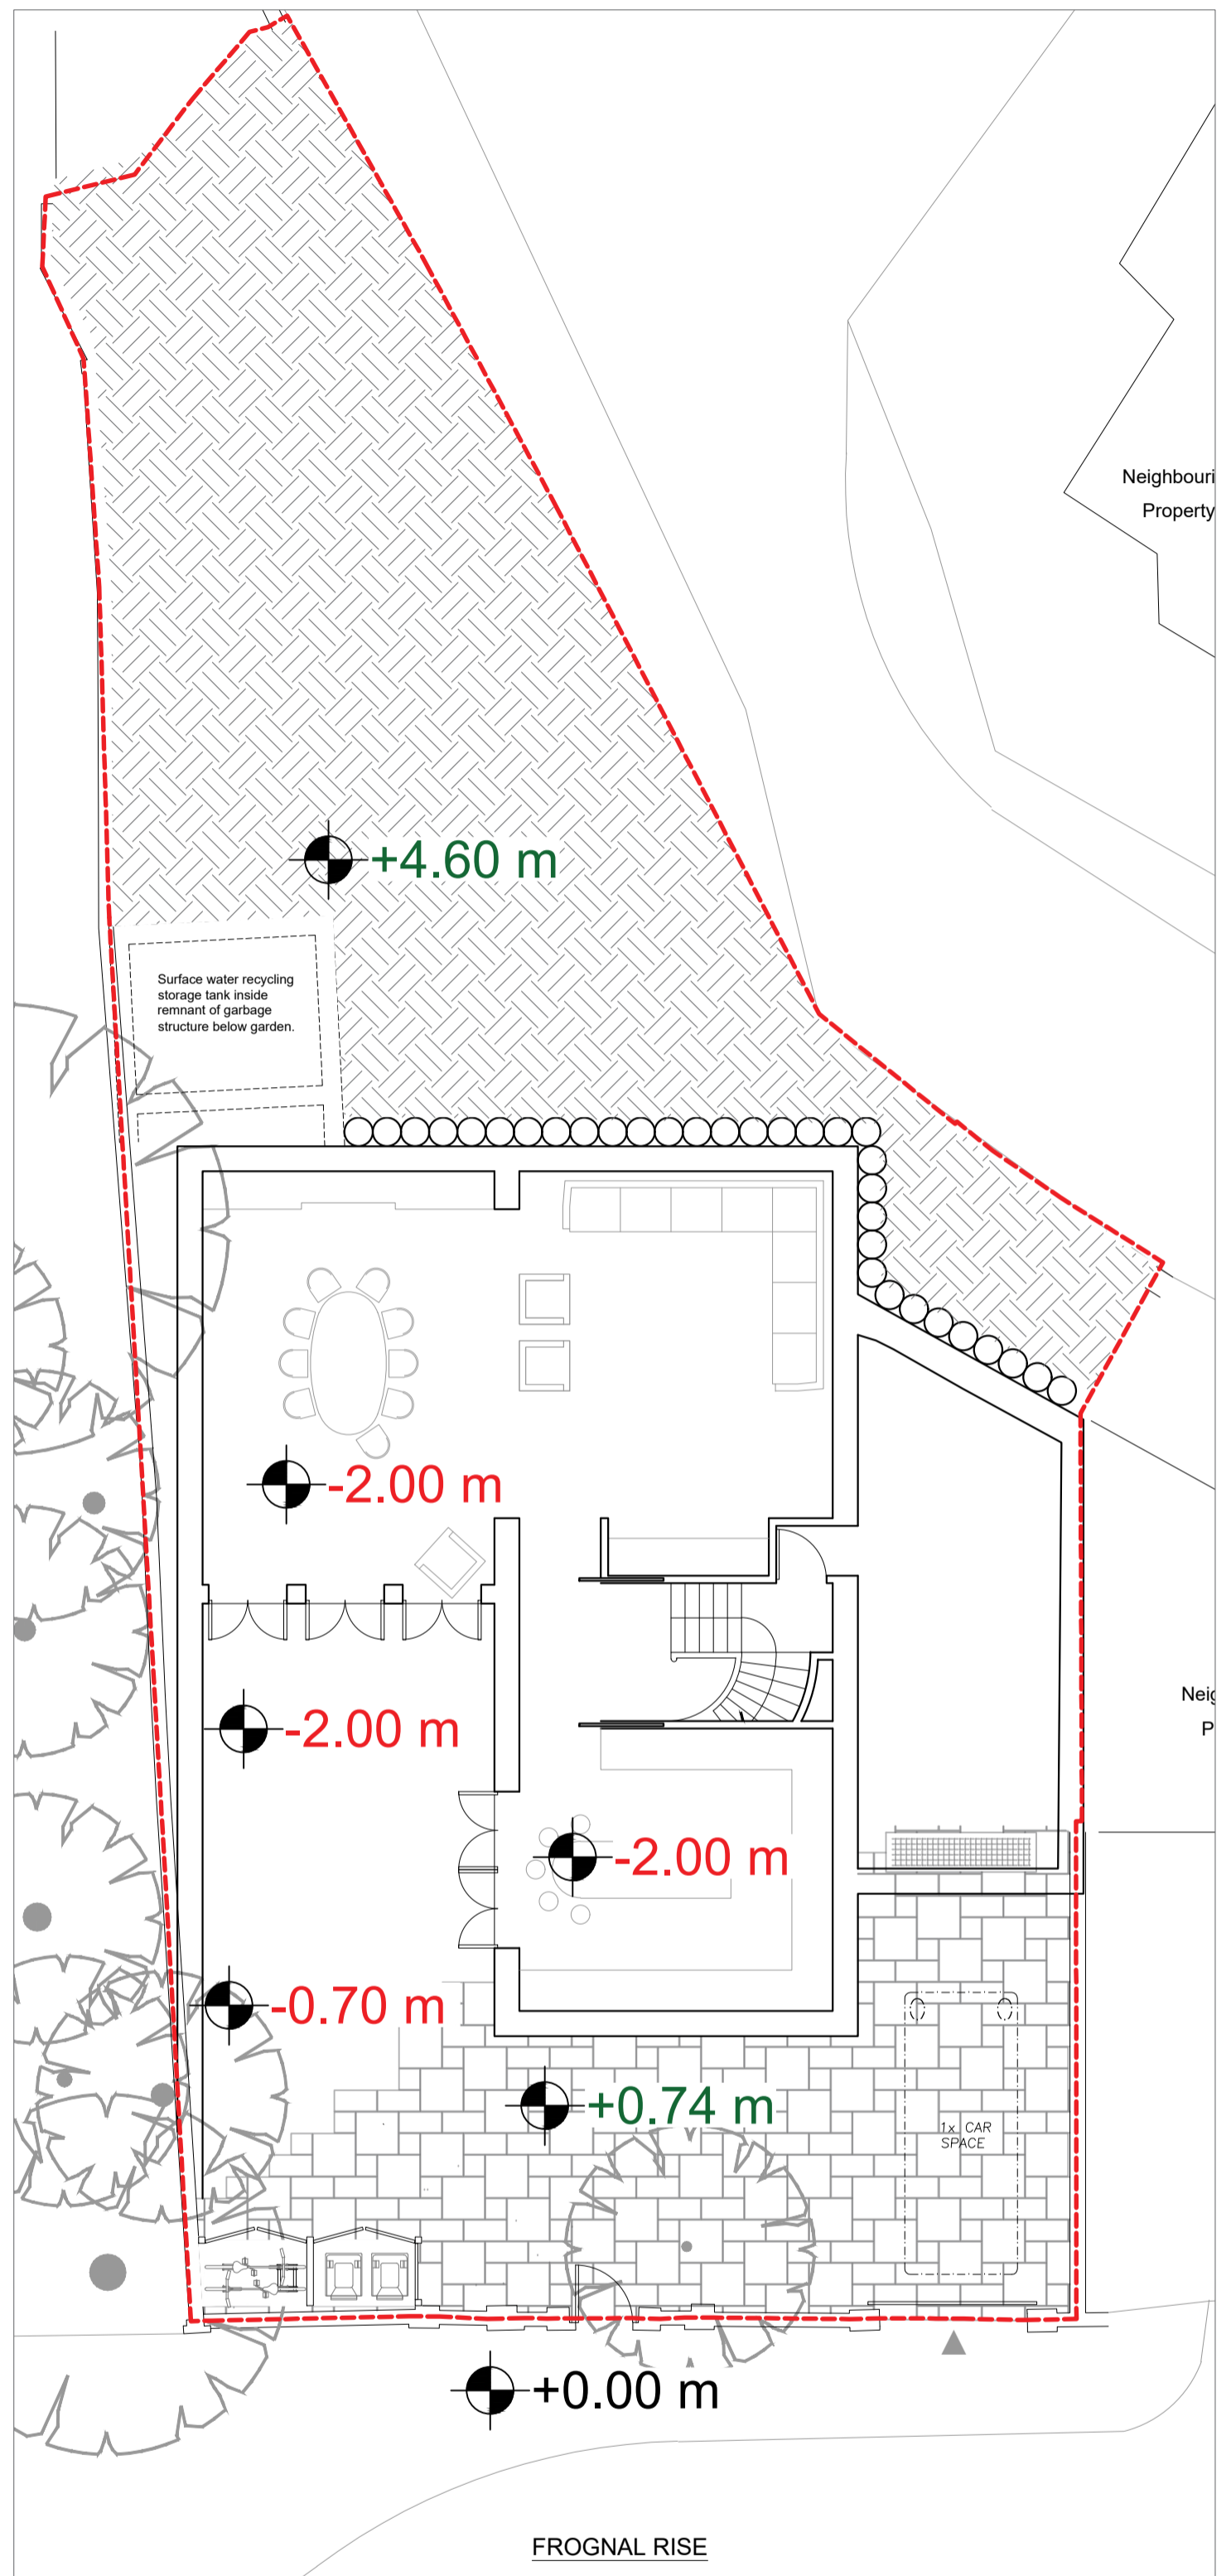 Neighbouri
Property
+4.60 m
Surface water recycling
storage tank inside
remnant of garbage
structure below garden.
-2.00 m
Neig
P
-2.00 m
-2.00 m
-0.70 m
+0.74 m
1x CAR
SPACE
+0.00 m
FROGNAL RISE